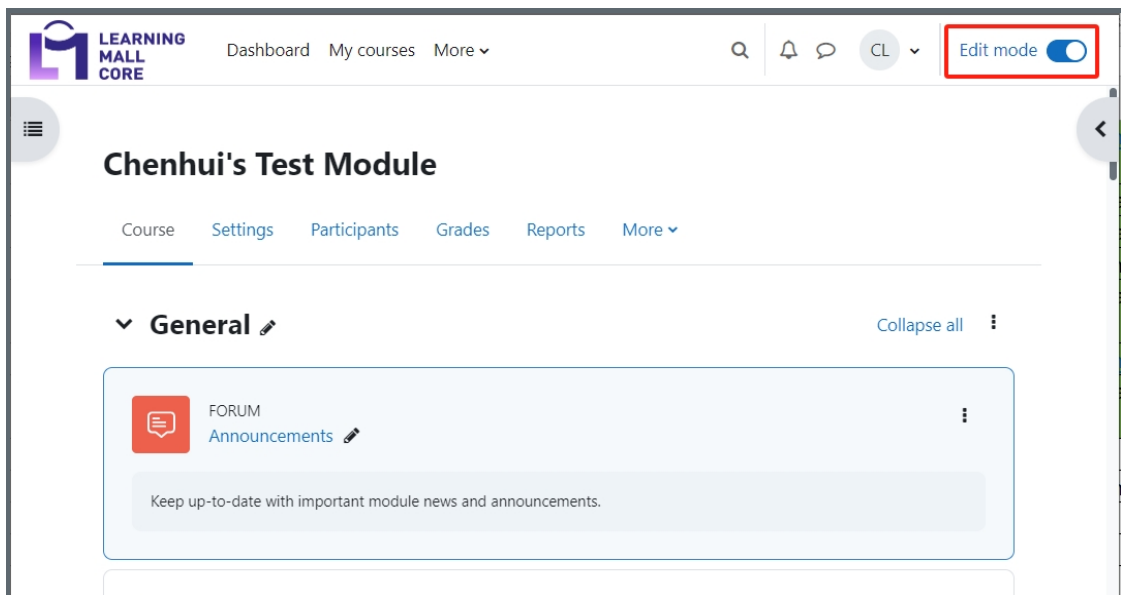 LEARNING
MALL
CORE
Dashboard My courses More
CL
Edit mode
Chenhui's Test Module
Course Settings Participants Grades Reports More
General
Collapse all
FORUM
Announcements
Keep up-to-date with important module news and announcements.